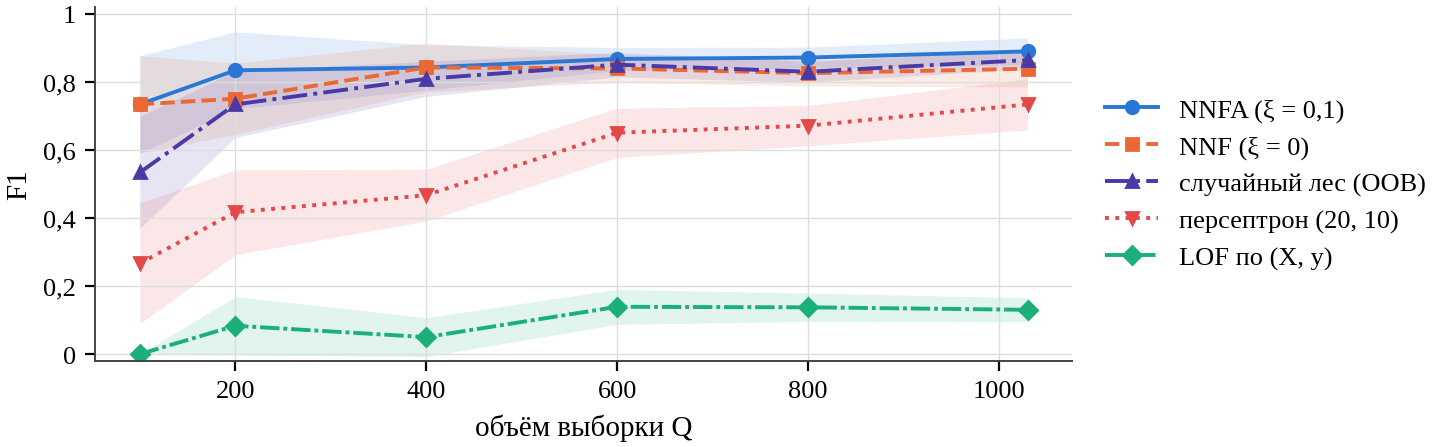 1
0,8
0,6
0,4
0,2
0
F1
200
400
600
800
1000
объём выборки Q
NNFA (ξ = 0,1)
NNF (ξ = 0)
случайный лес (OOB)
персептрон (20, 10)
LOF по (X, y)